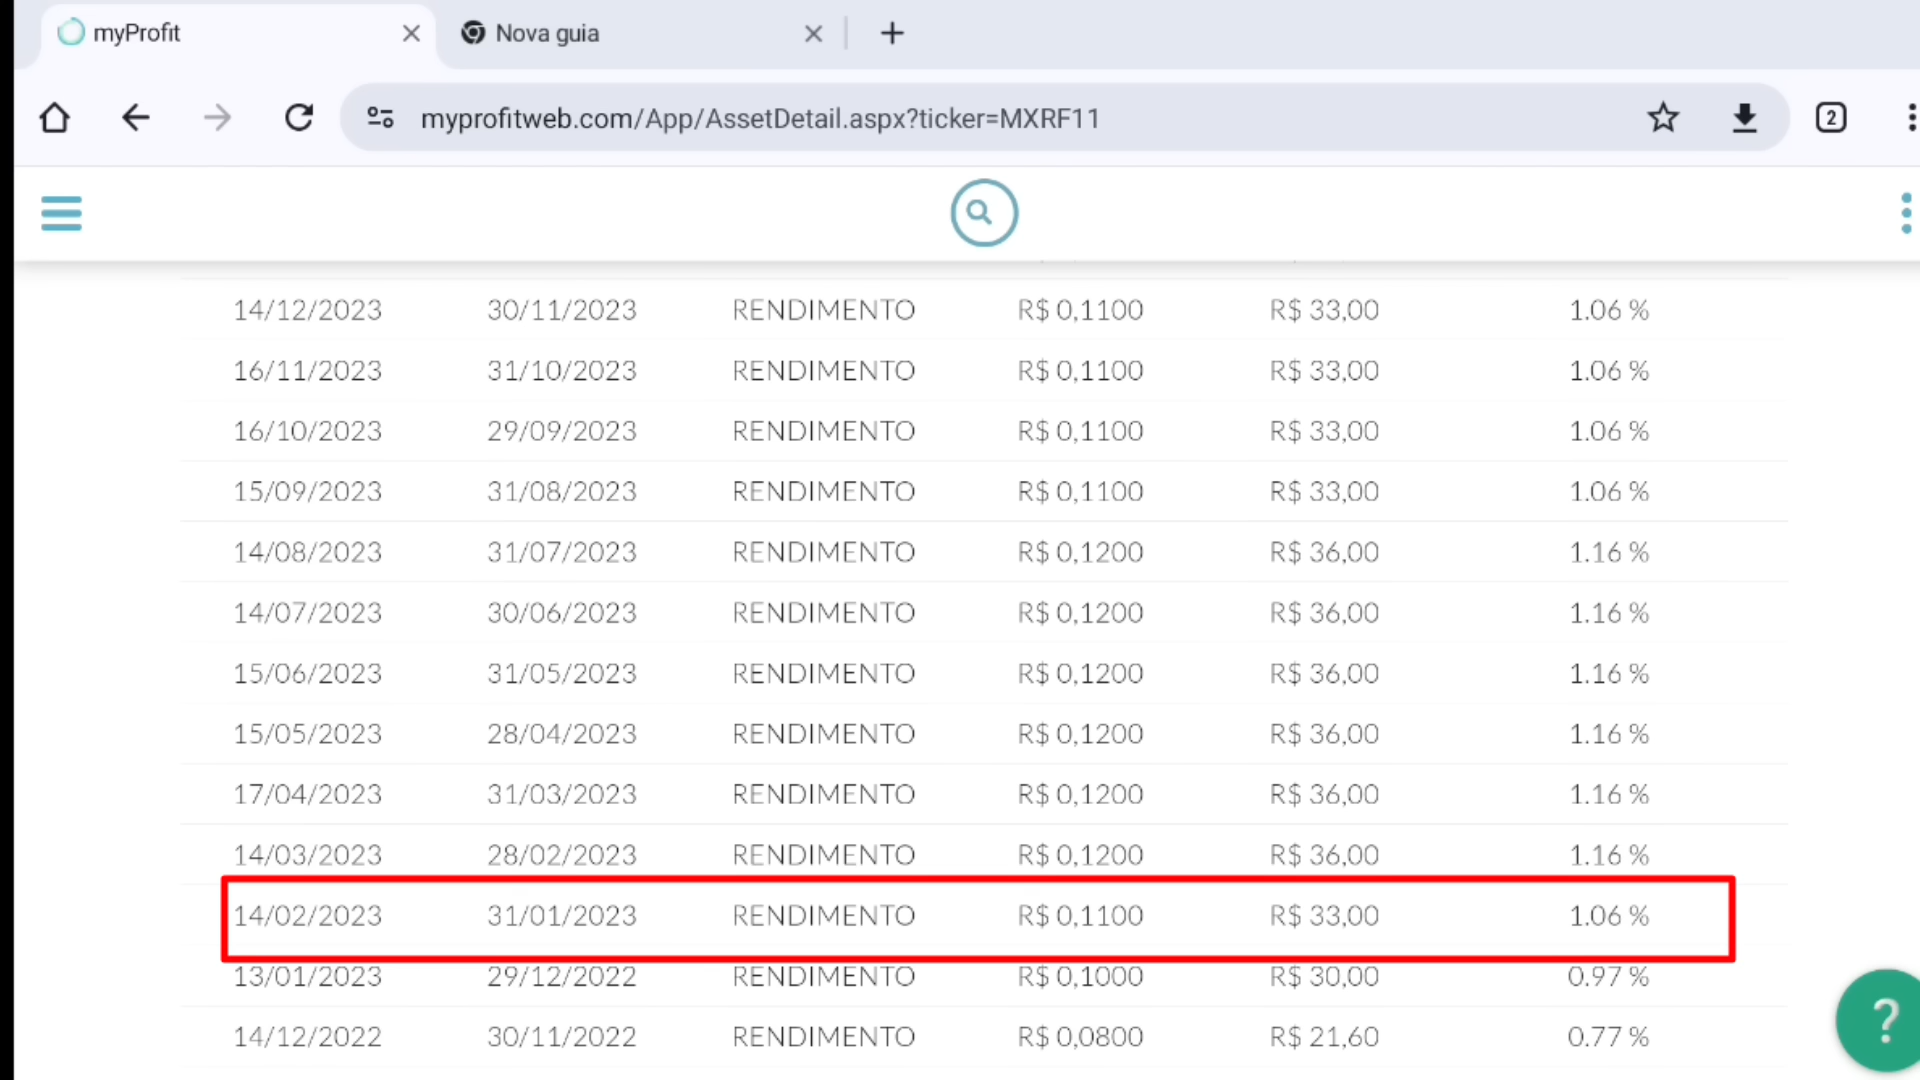 myProfit
Nova guia
myprofitweb.com/App/AssetDetail.aspx?ticker=MXRF11
2
14/12/2023 30/11/2023 RENDIMENTO R$ 0,1100 R$ 33,00 1.06 %
16/11/2023 31/10/2023 RENDIMENTO R$ 0,1100 R$ 33,00 1.06 %
16/10/2023 29/09/2023 RENDIMENTO R$ 0,1100 R$ 33,00 1.06 %
15/09/2023 31/08/2023 RENDIMENTO R$ 0,1100 R$ 33,00 1.06 %
14/08/2023 31/07/2023 RENDIMENTO R$ 0,1200 R$ 36,00 1.16 %
14/07/2023 30/06/2023 RENDIMENTO R$ 0,1200 R$ 36,00 1.16 %
15/06/2023 31/05/2023 RENDIMENTO R$ 0,1200 R$ 36,00 1.16 %
15/05/2023 28/04/2023 RENDIMENTO R$ 0,1200 R$ 36,00 1.16 %
17/04/2023 31/03/2023 RENDIMENTO R$ 0,1200 R$ 36,00 1.16 %
14/03/2023 28/02/2023 RENDIMENTO R$ 0,1200 R$ 36,00 1.16 %
14/02/2023 31/01/2023 RENDIMENTO R$ 0,1100 R$ 33,00 1.06 %
13/01/2023 29/12/2022 RENDIMENTO R$ 0,1000 R$ 30,00 0.97 %
14/12/2022 30/11/2022 RENDIMENTO R$ 0,0800 R$ 21,60 0.77 %
?